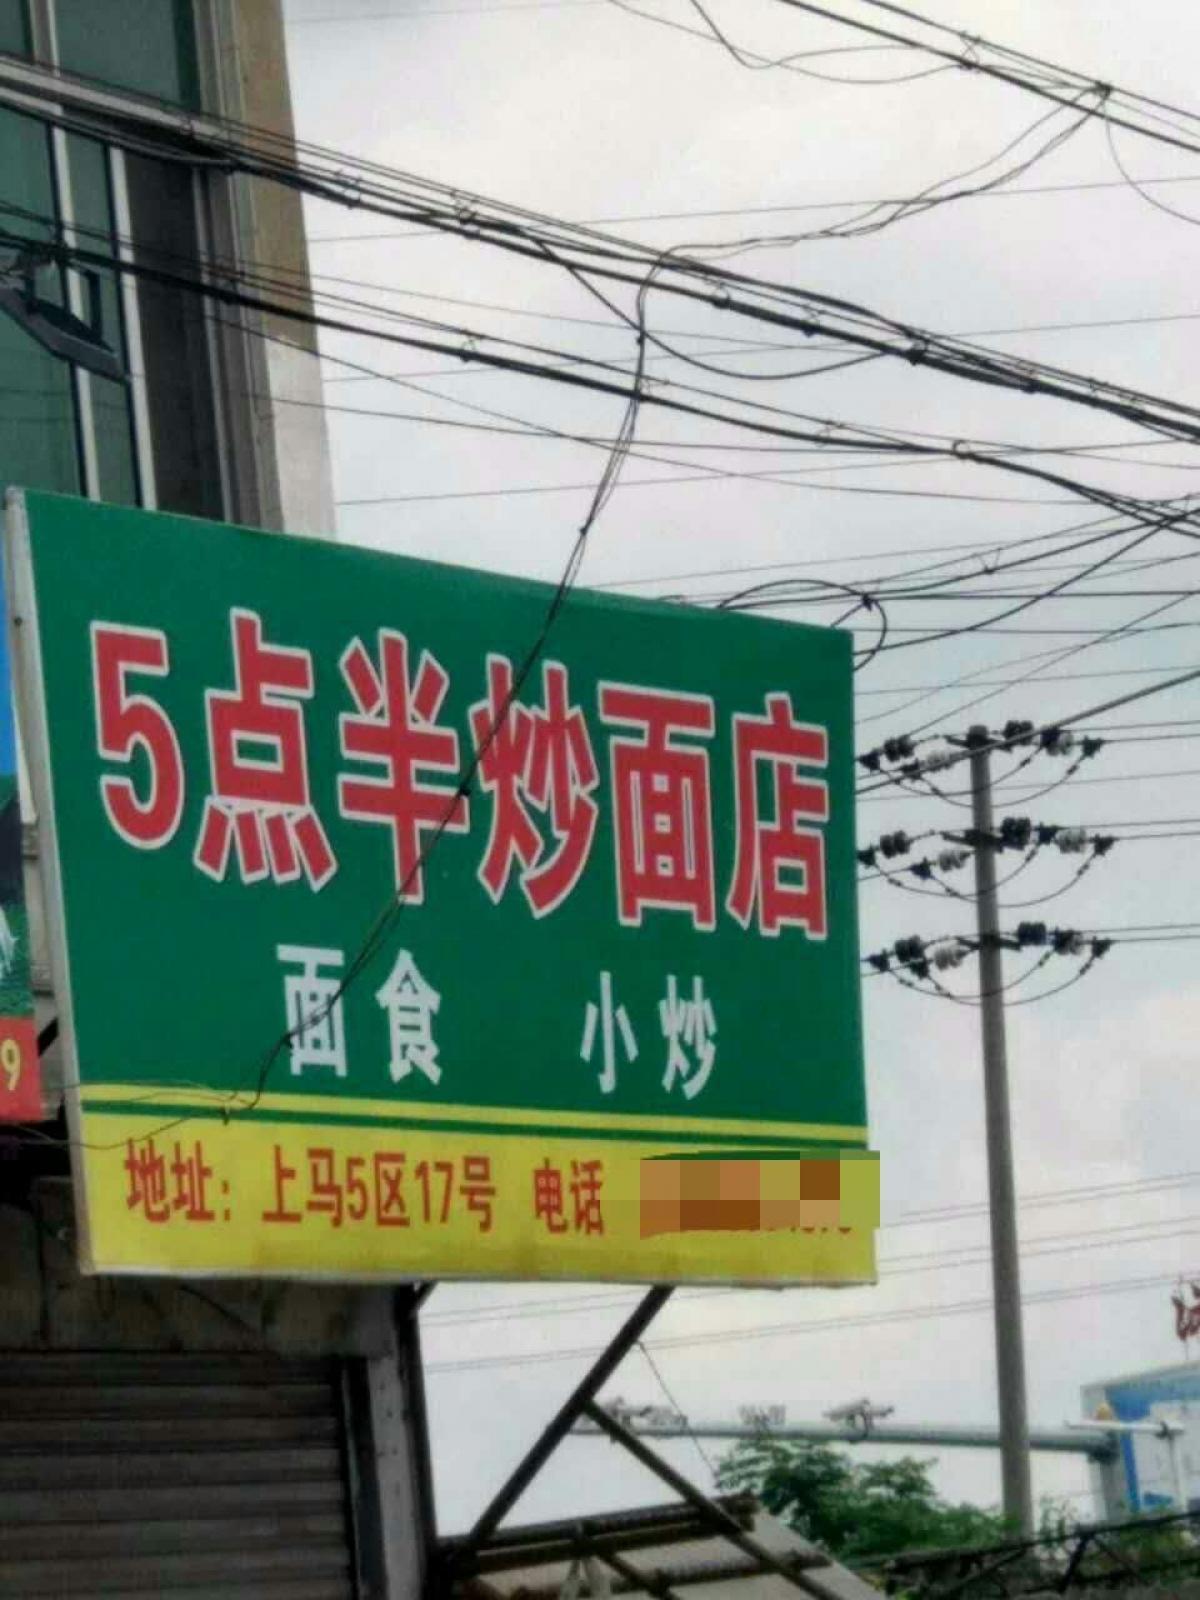 5点半炒面店
面食 小炒
地址：上马5区17号 电话
9